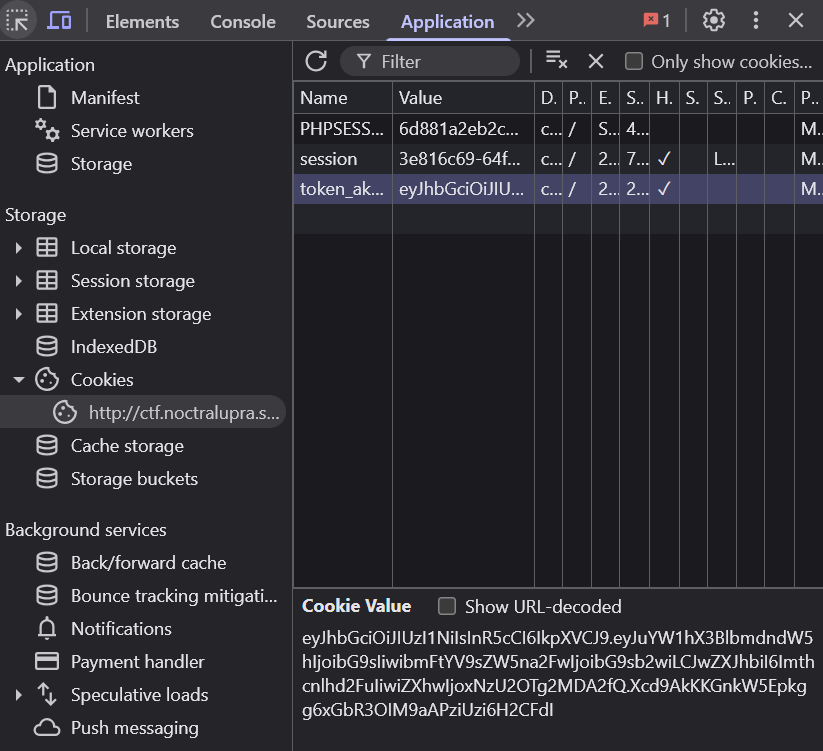 Elements Console Sources Application 1
Application
Manifest
Service workers
Storage
Storage
Local storage
Session storage
Extension storage
IndexedDB
Cookies
http://ctf.noctralupra.s...
Cache storage
Storage buckets
Background services
Back/forward cache
Bounce tracking mitigati...
Notifications
Payment handler
Speculative loads
Push messaging
Filter Only show cookies...
Name Value D. P.. E. S.. H. S. S.. P. C. P..
PHPSESS... 6d881a2eb2c... c... / S... 4... M..
session 3e816c69-64f... c... / 2... 7... ✓ L... M..
token_ak... eyJhbGciOiJIU... c... / 2... 2... ✓ M..
Cookie Value Show URL-decoded
eyJhbGciOiJIUzI1NiIsInR5cCI6IkpXVCJ9.eyJuYW1hX3BlbmdndW5
hIjoibG9sIiwibmFtYV9sZW5na2FwIjoibG9sb2wiLCJwZXJhbiI6Imth
cnlhd2FuIiwiZXhwIjoxNzU2OTg2MDA2fQ.Xcd9AkKKGnkW5Epkg
g6xGbR3OIM9aAPziUzi6H2CFdI